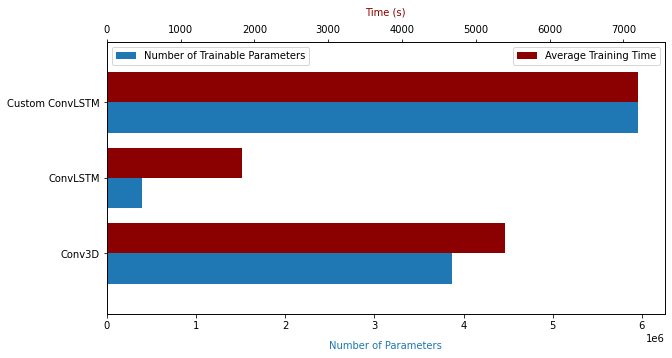 Time (s)
0 1000 2000 3000 4000 5000 6000 7000
Number of Trainable Parameters
Average Training Time
Custom ConvLSTM
ConvLSTM
Conv3D
0 1 2 3 4 5 6
1e6
Number of Parameters